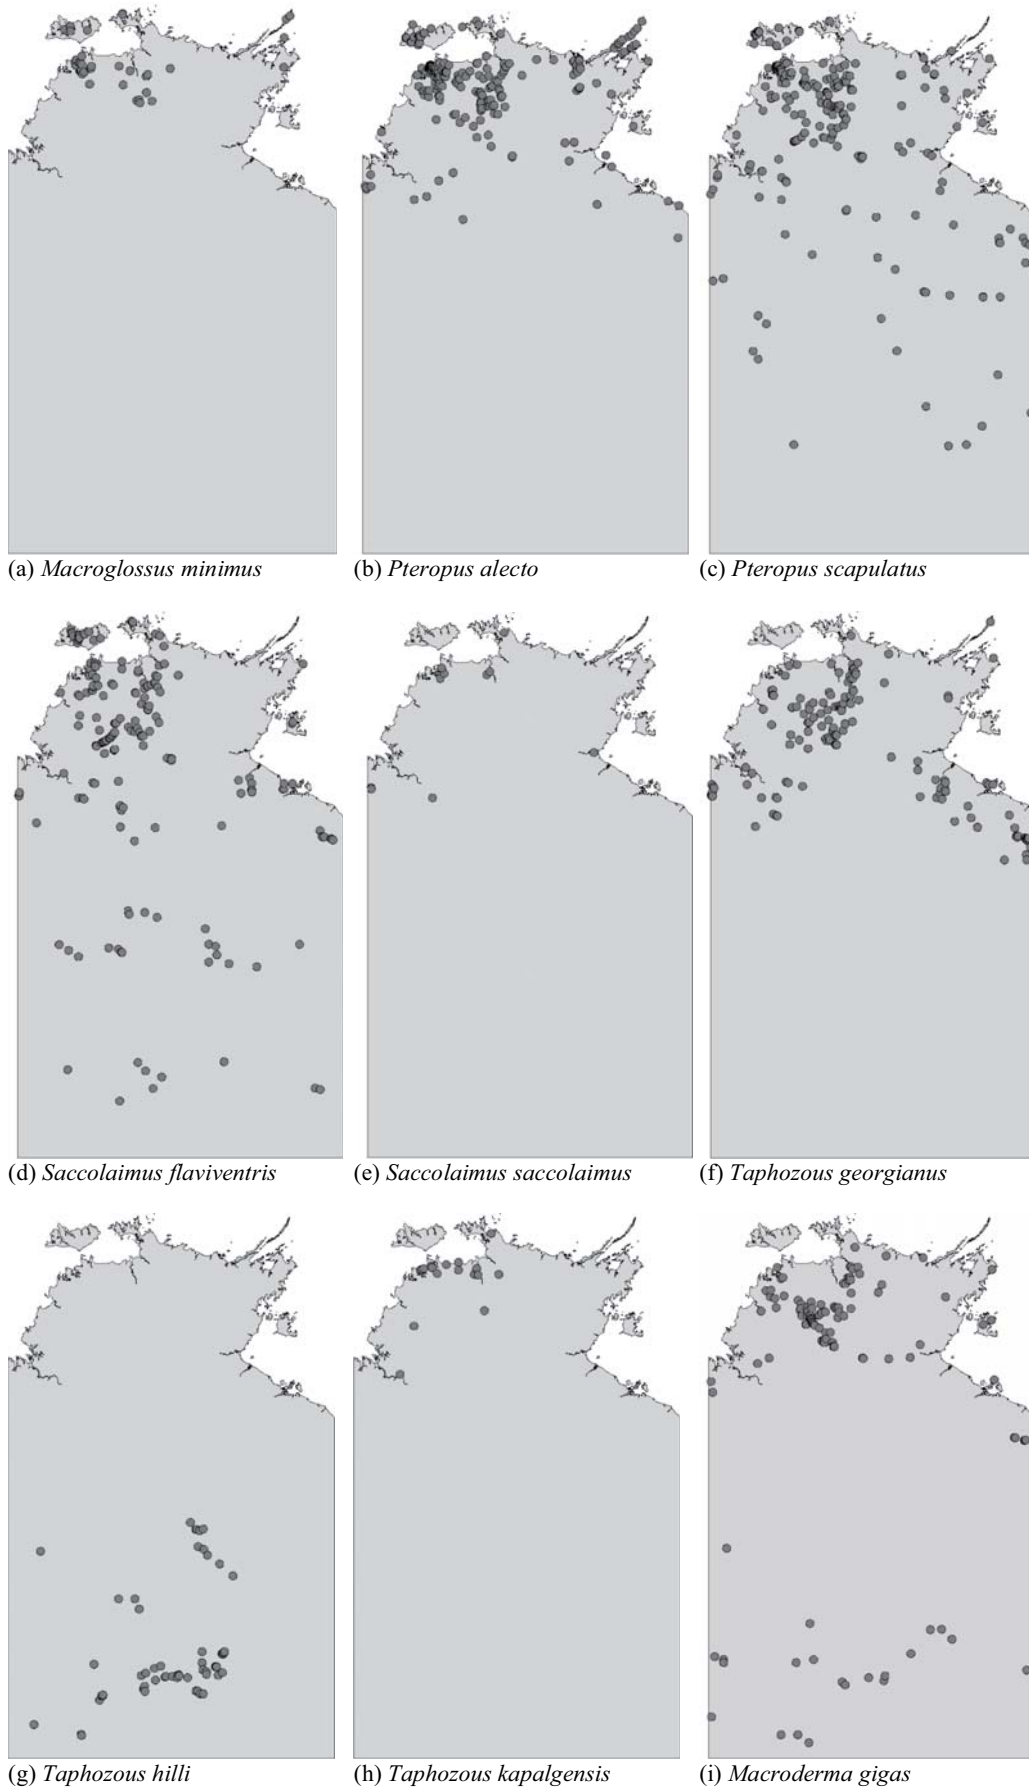 (a) Macroglossus minimus
(b) Pteropus alecto
(c) Pteropus scapulatus
(d) Saccolaimus flaviventris
(e) Saccolaimus saccolaimus
(f) Taphozous georgianus
(g) Taphozous hilli
(h) Taphozous kapalgensis
(i) Macroderma gigas